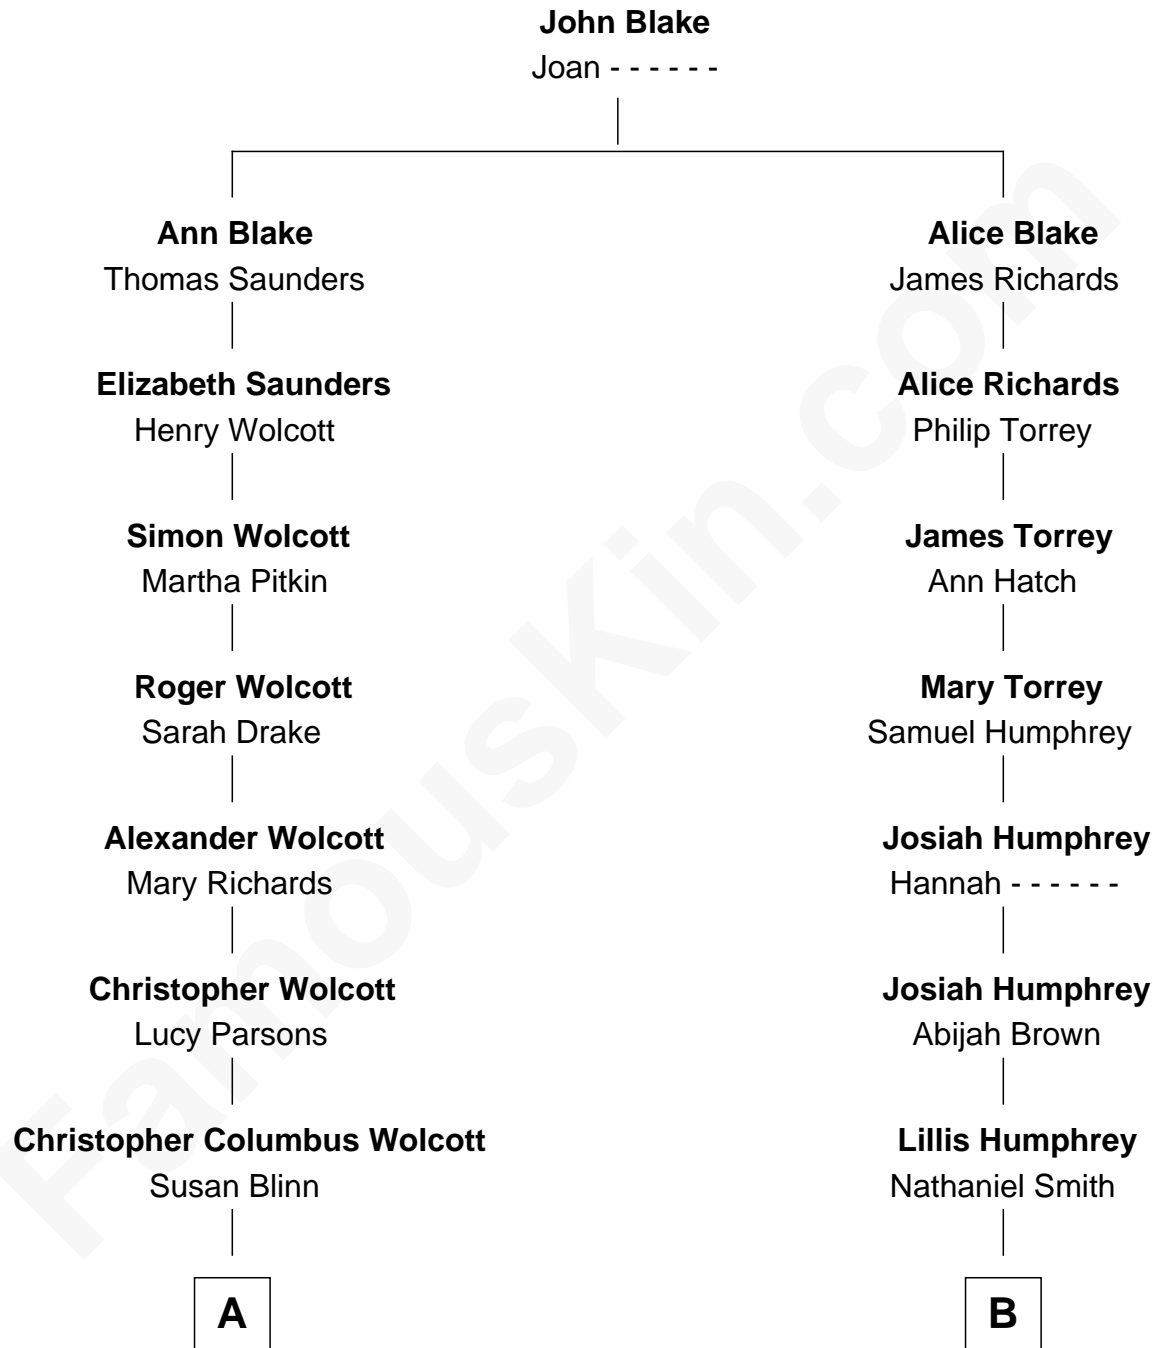 John Blake
Joan - - - - - -
Ann Blake
Thomas Saunders
Alice Blake
James Richards
Elizabeth Saunders
Henry Wolcott
Alice Richards
Philip Torrey
Simon Wolcott
Martha Pitkin
James Torrey
Ann Hatch
Roger Wolcott
Sarah Drake
Mary Torrey
Samuel Humphrey
Alexander Wolcott
Mary Richards
Josiah Humphrey
Hannah - - - - - -
Christopher Wolcott
Lucy Parsons
Josiah Humphrey
Abijah Brown
Christopher Columbus Wolcott
Susan Blinn
Lillis Humphrey
Nathaniel Smith
A
B
FamousKin.com